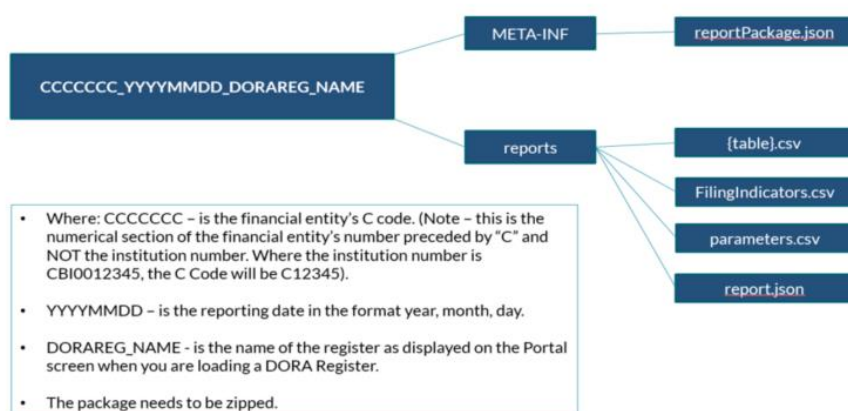 META-INF
reportPackage.json
CCCCCCC_YYYYMMDD_DORAREG_NAME
reports
{table}.csv
FilingIndicators.csv
parameters.csv
report.json
• Where: CCCCCCC – is the financial entity's C code. (Note – this is the
numerical section of the financial entity's number preceded by "C" and
NOT the institution number. Where the institution number is
CBI0012345, the C Code will be C12345).
• YYYYMMDD – is the reporting date in the format year, month, day.
• DORAREG_NAME - is the name of the register as displayed on the Portal
screen when you are loading a DORA Register.
• The package needs to be zipped.